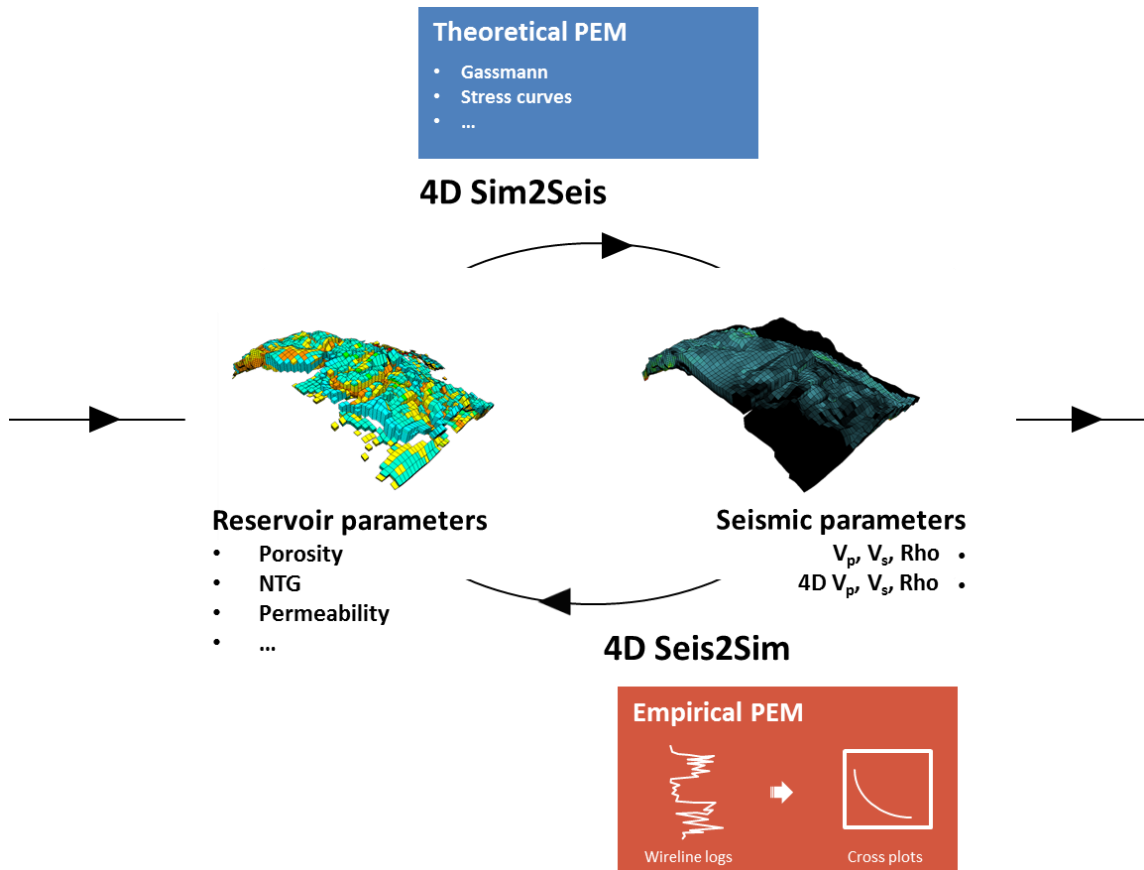 Theoretical PEM
• Gassmann
• Stress curves
• ...
4D Sim2Seis
Reservoir parameters
• Porosity
• NTG
• Permeability
• ...
Seismic parameters
Vp, Vs, Rho •
4D Vp, Vs, Rho •
4D Seis2Sim
Empirical PEM
Wireline logs
Cross plots